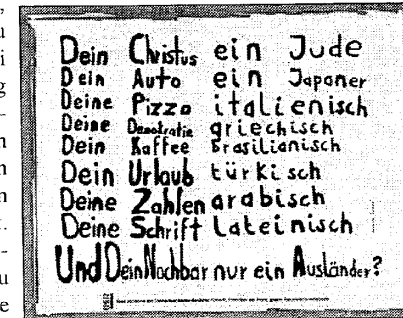 Dein Christus ein Jude
Dein Auto ein Japaner
Deine Pizza italienisch
Deine Demokratie griechisch
Dein Kaffee brasilianisch
Dein Urlaub türkisch
Deine Zahlen arabisch
Deine Schrift Lateinisch
Und Dein Nachbar nur ein Ausländer?